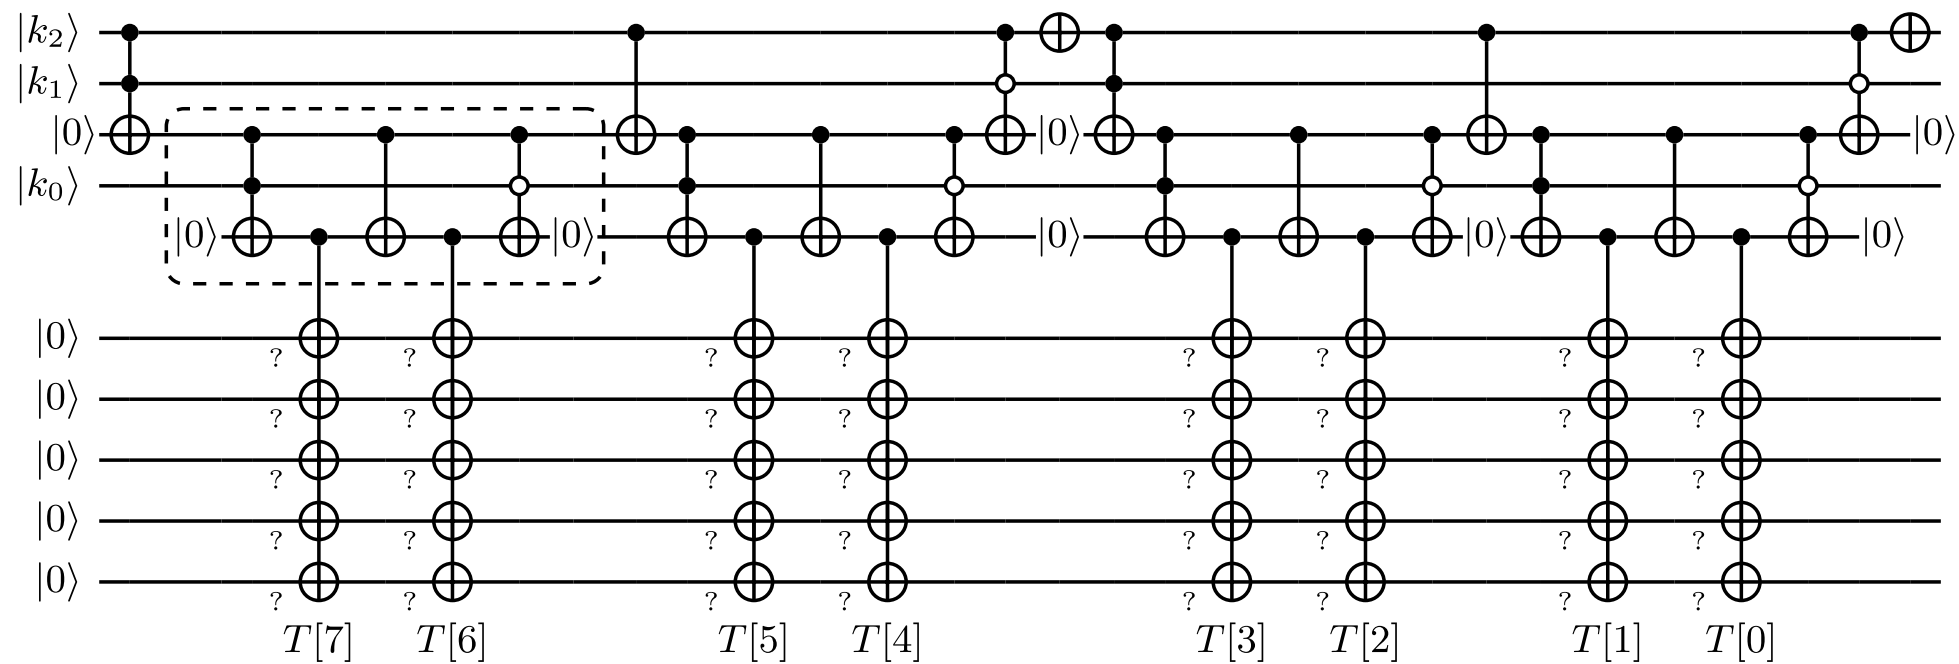 |k₂⟩
|k₁⟩
|0⟩ |0⟩ |0⟩
|k₀⟩
|0⟩ |0⟩ |0⟩ |0⟩ |0⟩
|0⟩
? ? ? ? ? ? ? ?
|0⟩
? ? ? ? ? ? ? ?
|0⟩
? ? ? ? ? ? ? ?
|0⟩
? ? ? ? ? ? ? ?
|0⟩
? ? ? ? ? ? ? ?
T[7] T[6] T[5] T[4] T[3] T[2] T[1] T[0]